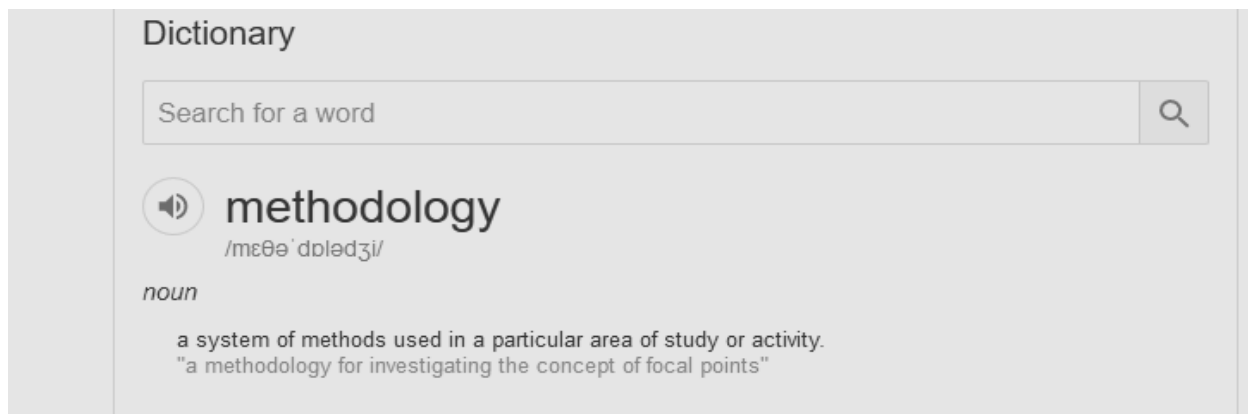 Dictionary
Search for a word
methodology
/mɛθəˈdɒlədʒi/
noun
a system of methods used in a particular area of study or activity.
"a methodology for investigating the concept of focal points"